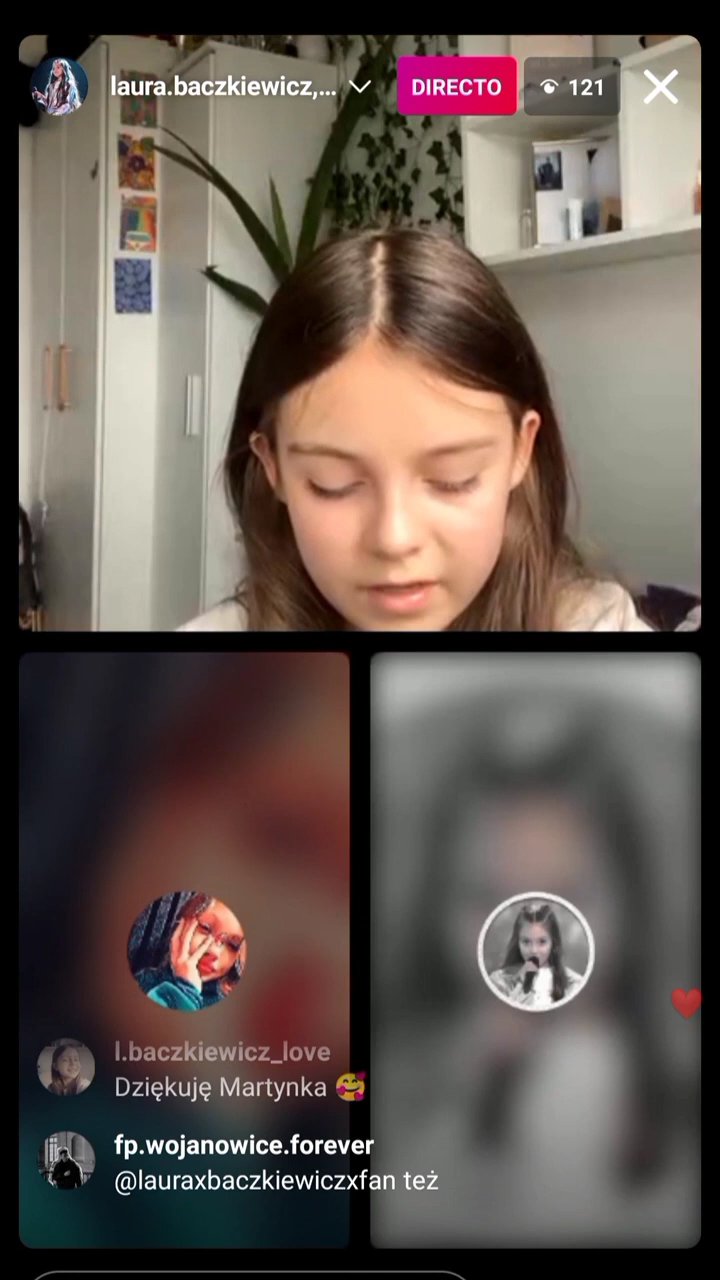 laura.baczkiewicz,...
DIRECTO
121
l.baczkiewicz_love
Dziękuję Martynka 🥰
fp.wojanowice.forever
@lauraxbaczkiewiczxfan też